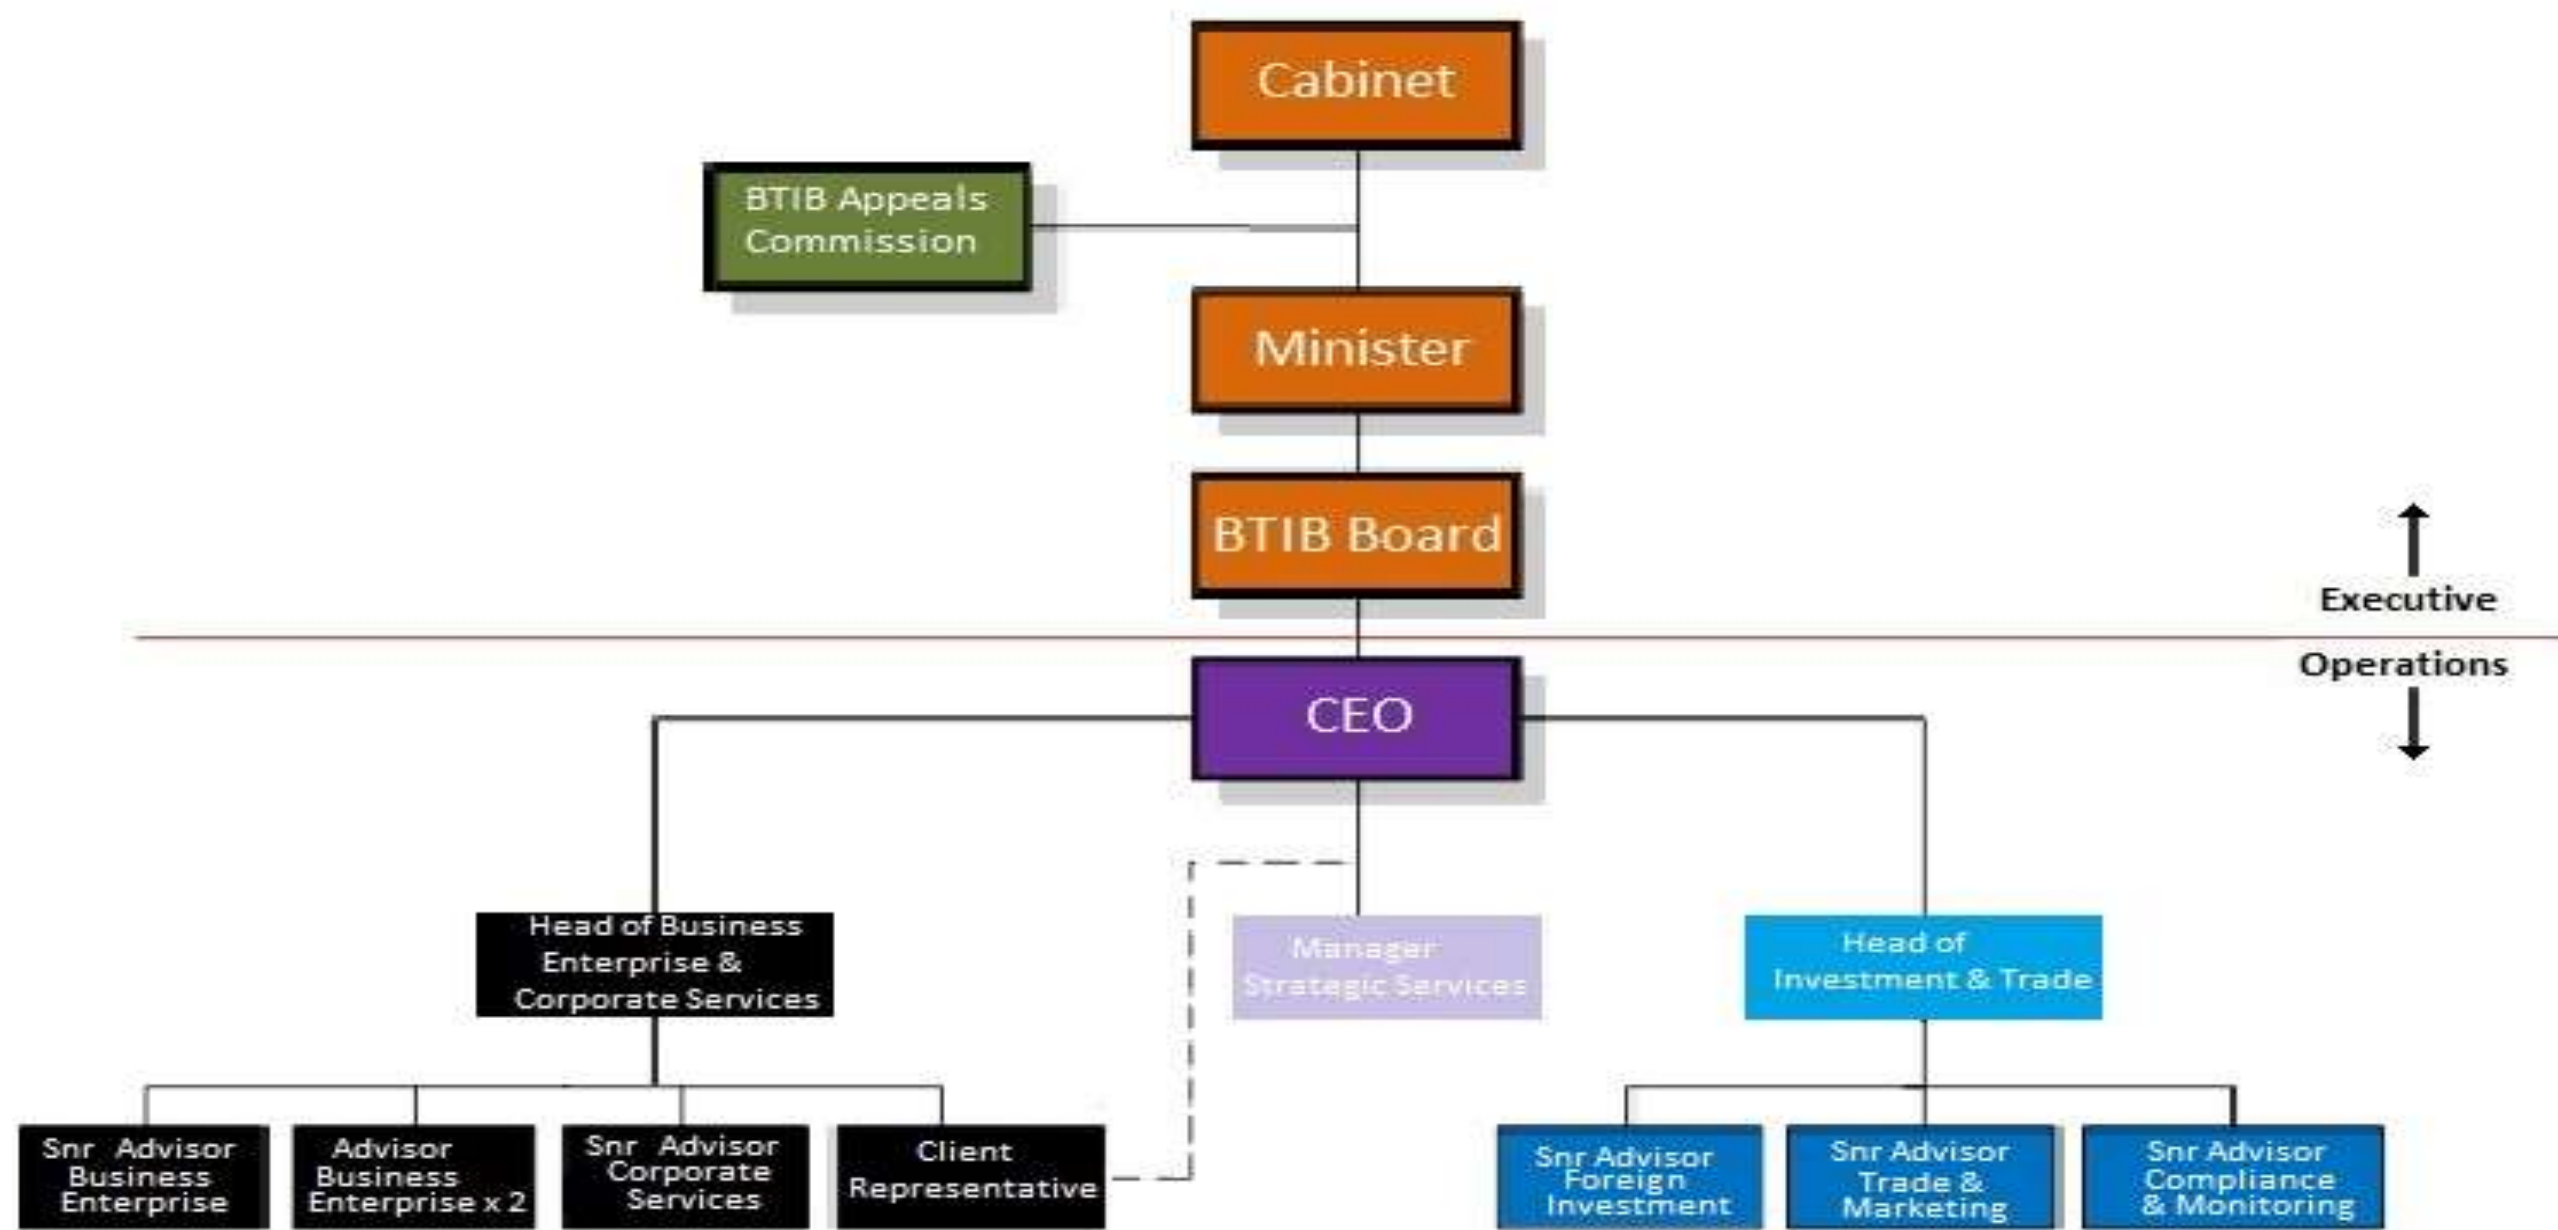 Cabinet
BTIB Appeals
Commission
Minister
BTIB Board
Executive
Operations
CEO
Head of Business
Enterprise &
Corporate Services
Manager
Strategic Services
Head of
Investment & Trade
Snr Advisor
Business
Enterprise
Advisor
Business
Enterprise x 2
Snr Advisor
Corporate
Services
Client
Representative
Snr Advisor
Foreign
Investment
Snr Advisor
Trade &
Marketing
Snr Advisor
Compliance
& Monitoring